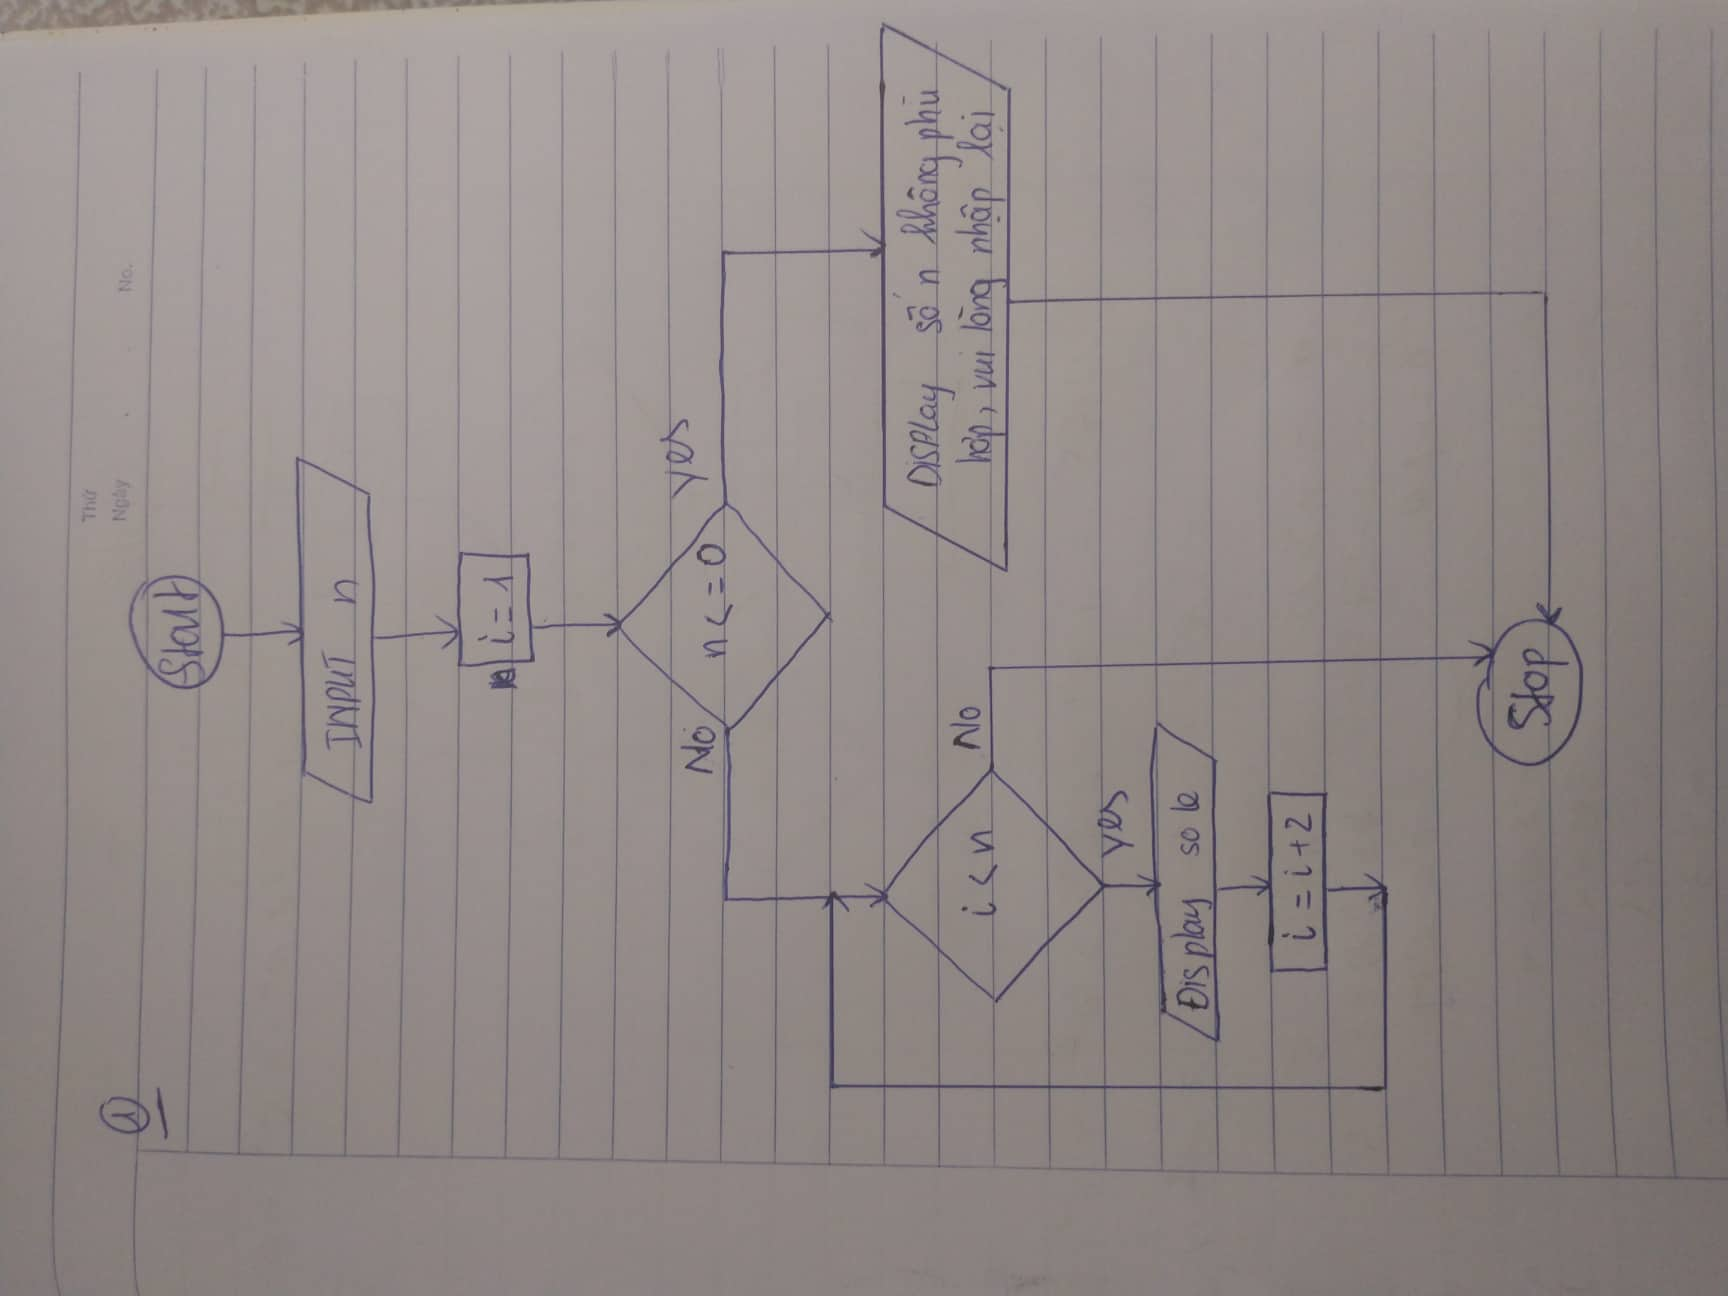 Thứ
Ngày . . No.
1
Start
INPUT n
i = 1
n <= 0
No
yes
DISPlay số n không phù
hợp, vui lòng nhập lại
i < n
No
yes
Display so le
i = i + 2
Stop